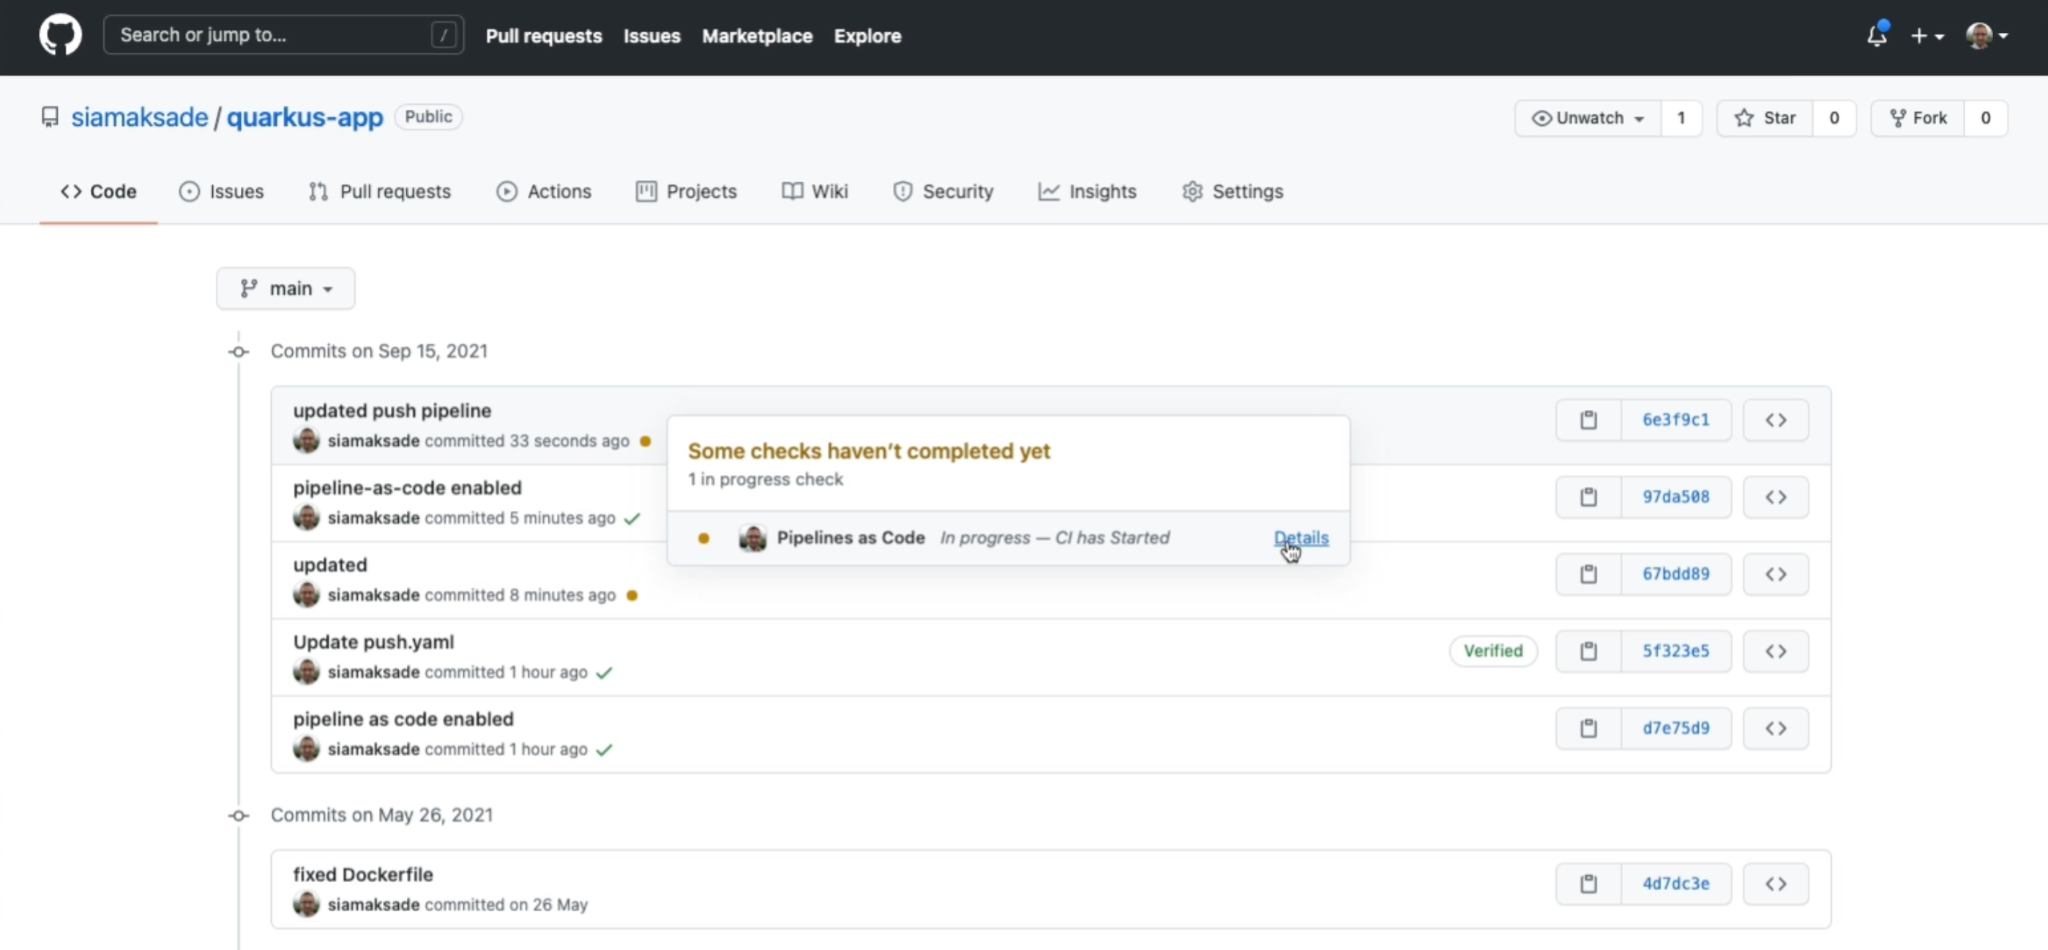 Search or jump to... /
Pull requests Issues Marketplace Explore
siamaksade / quarkus-app Public
Unwatch 1 Star 0 Fork 0
Code Issues Pull requests Actions Projects Wiki Security Insights Settings
main
Commits on Sep 15, 2021
updated push pipeline
siamaksade committed 33 seconds ago
6e3f9c1
Some checks haven't completed yet
1 in progress check
Pipelines as Code In progress — CI has Started Details
pipeline-as-code enabled
siamaksade committed 5 minutes ago
97da508
updated
siamaksade committed 8 minutes ago
67bdd89
Update push.yaml
siamaksade committed 1 hour ago
Verified 5f323e5
pipeline as code enabled
siamaksade committed 1 hour ago
d7e75d9
Commits on May 26, 2021
fixed Dockerfile
siamaksade committed on 26 May
4d7dc3e